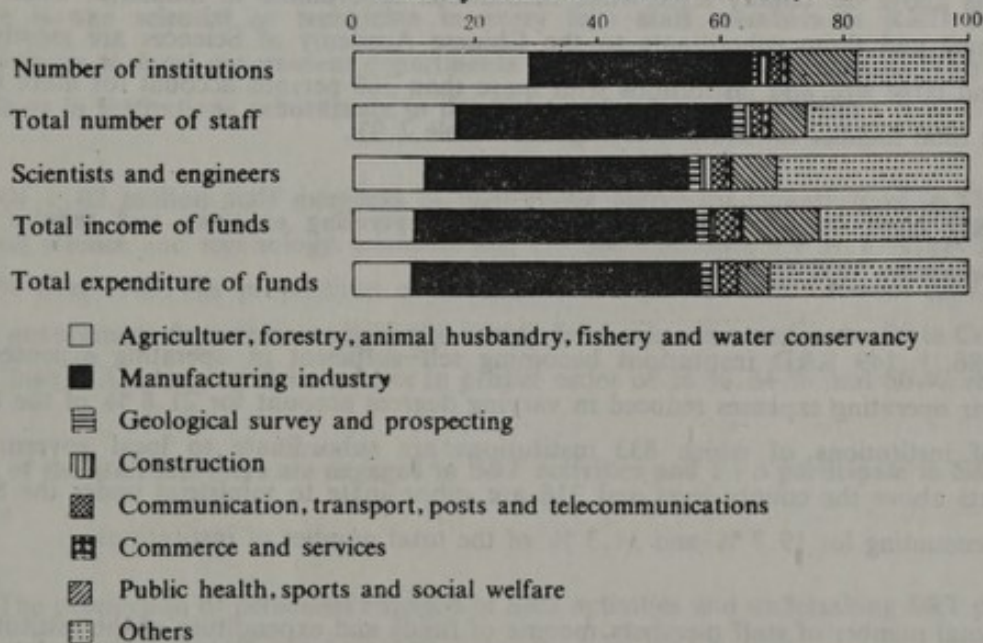 0 20 40 60 80 100
Number of institutions
Total number of staff
Scientists and engineers
Total income of funds
Total expenditure of funds
Agricultuer, forestry, animal husbandry, fishery and water conservancy
Manufacturing industry
Geological survey and prospecting
Construction
Communication, transport, posts and telecommunications
Commerce and services
Public health, sports and social welfare
Others